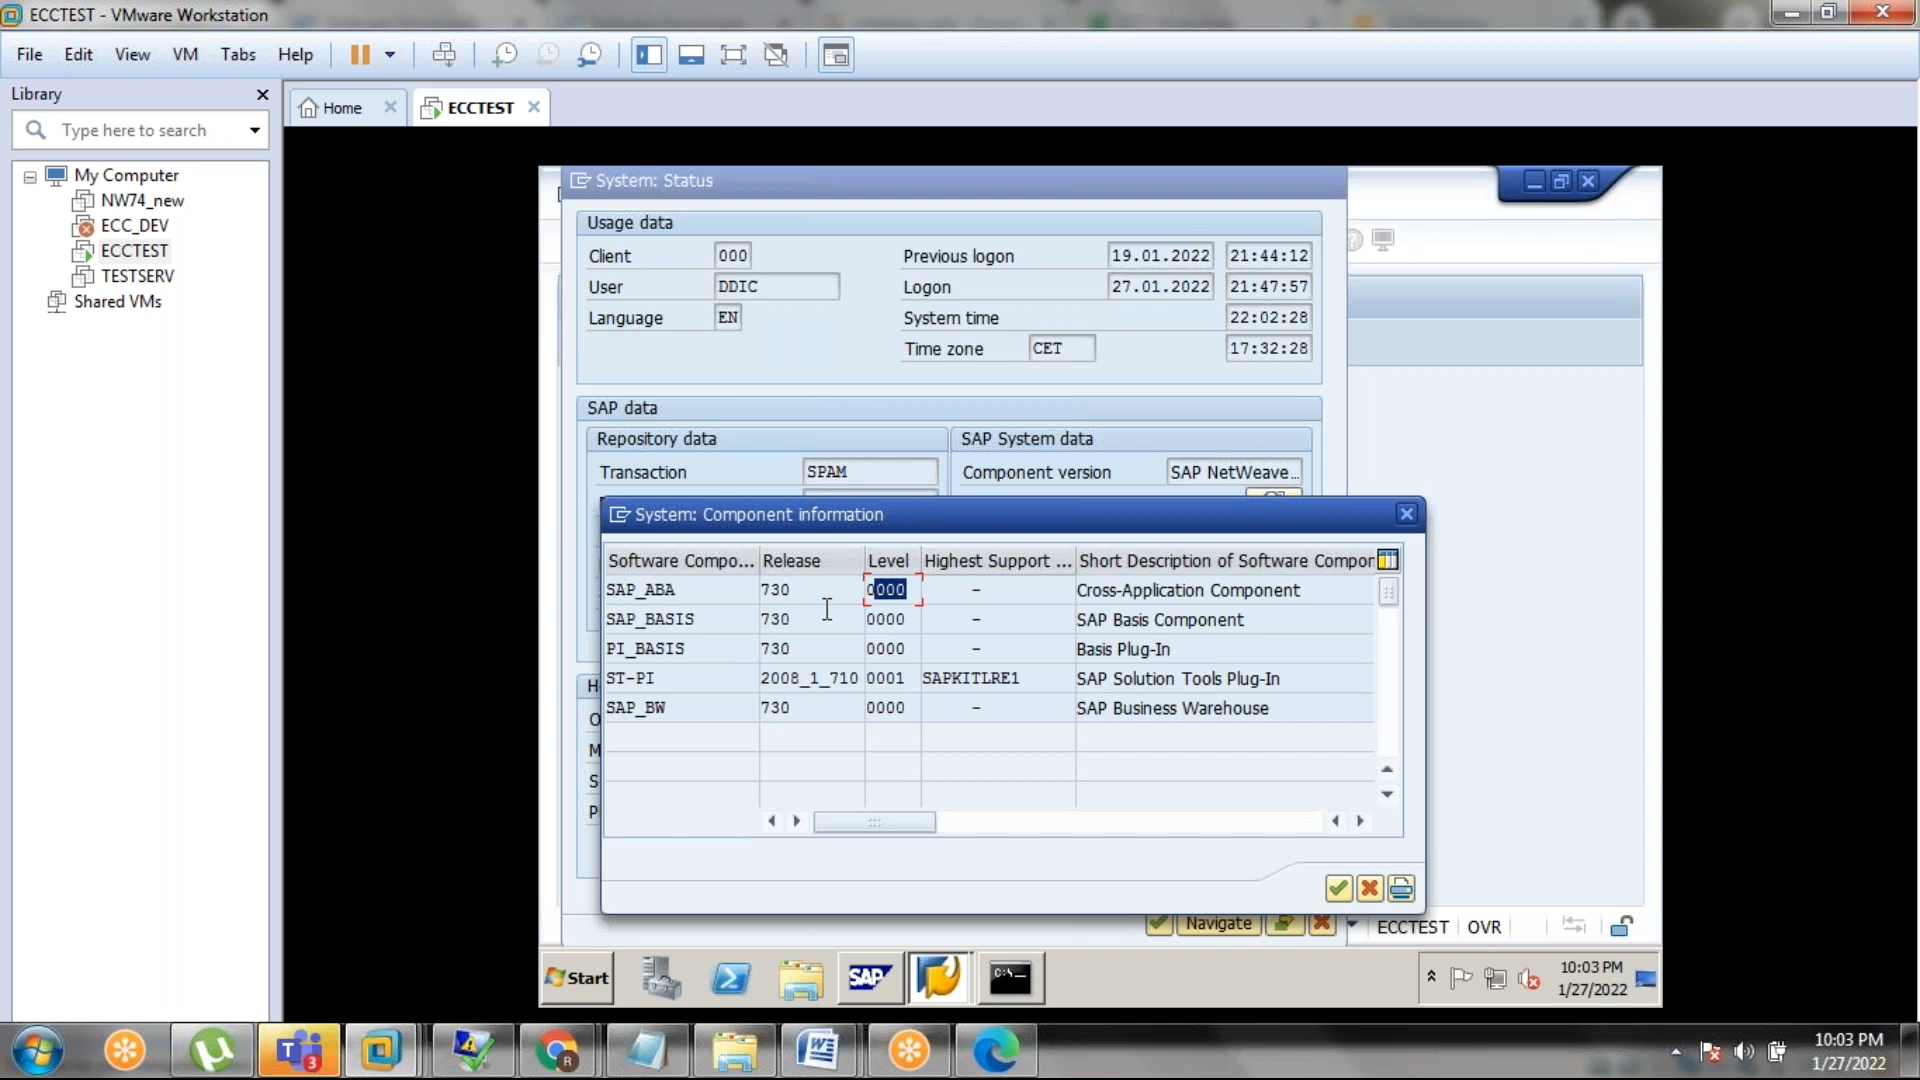 ECCTEST - VMware Workstation
File Edit View VM Tabs Help
Library
Home ECCTEST
Type here to search
My Computer
NW74_new
ECC_DEV
ECCTEST
TESTSERV
Shared VMs
System: Status
Usage data
Client 000 Previous logon 19.01.2022 21:44:12
User DDIC Logon 27.01.2022 21:47:57
Language EN System time 22:02:28
Time zone CET 17:32:28
SAP data
Repository data SAP System data
Transaction SPAM Component version SAP NetWeave...
System: Component information
Software Compo... Release Level Highest Support ... Short Description of Software Compor
SAP_ABA 730 0000 - Cross-Application Component
SAP_BASIS 730 0000 - SAP Basis Component
PI_BASIS 730 0000 - Basis Plug-In
ST-PI 2008_1_710 0001 SAPKITLRE1 SAP Solution Tools Plug-In
SAP_BW 730 0000 - SAP Business Warehouse
H
O
M
S
P
Navigate ECCTEST OVR
Start SAP C:\ 10:03 PM
1/27/2022
T 3 R W 10:03 PM
1/27/2022